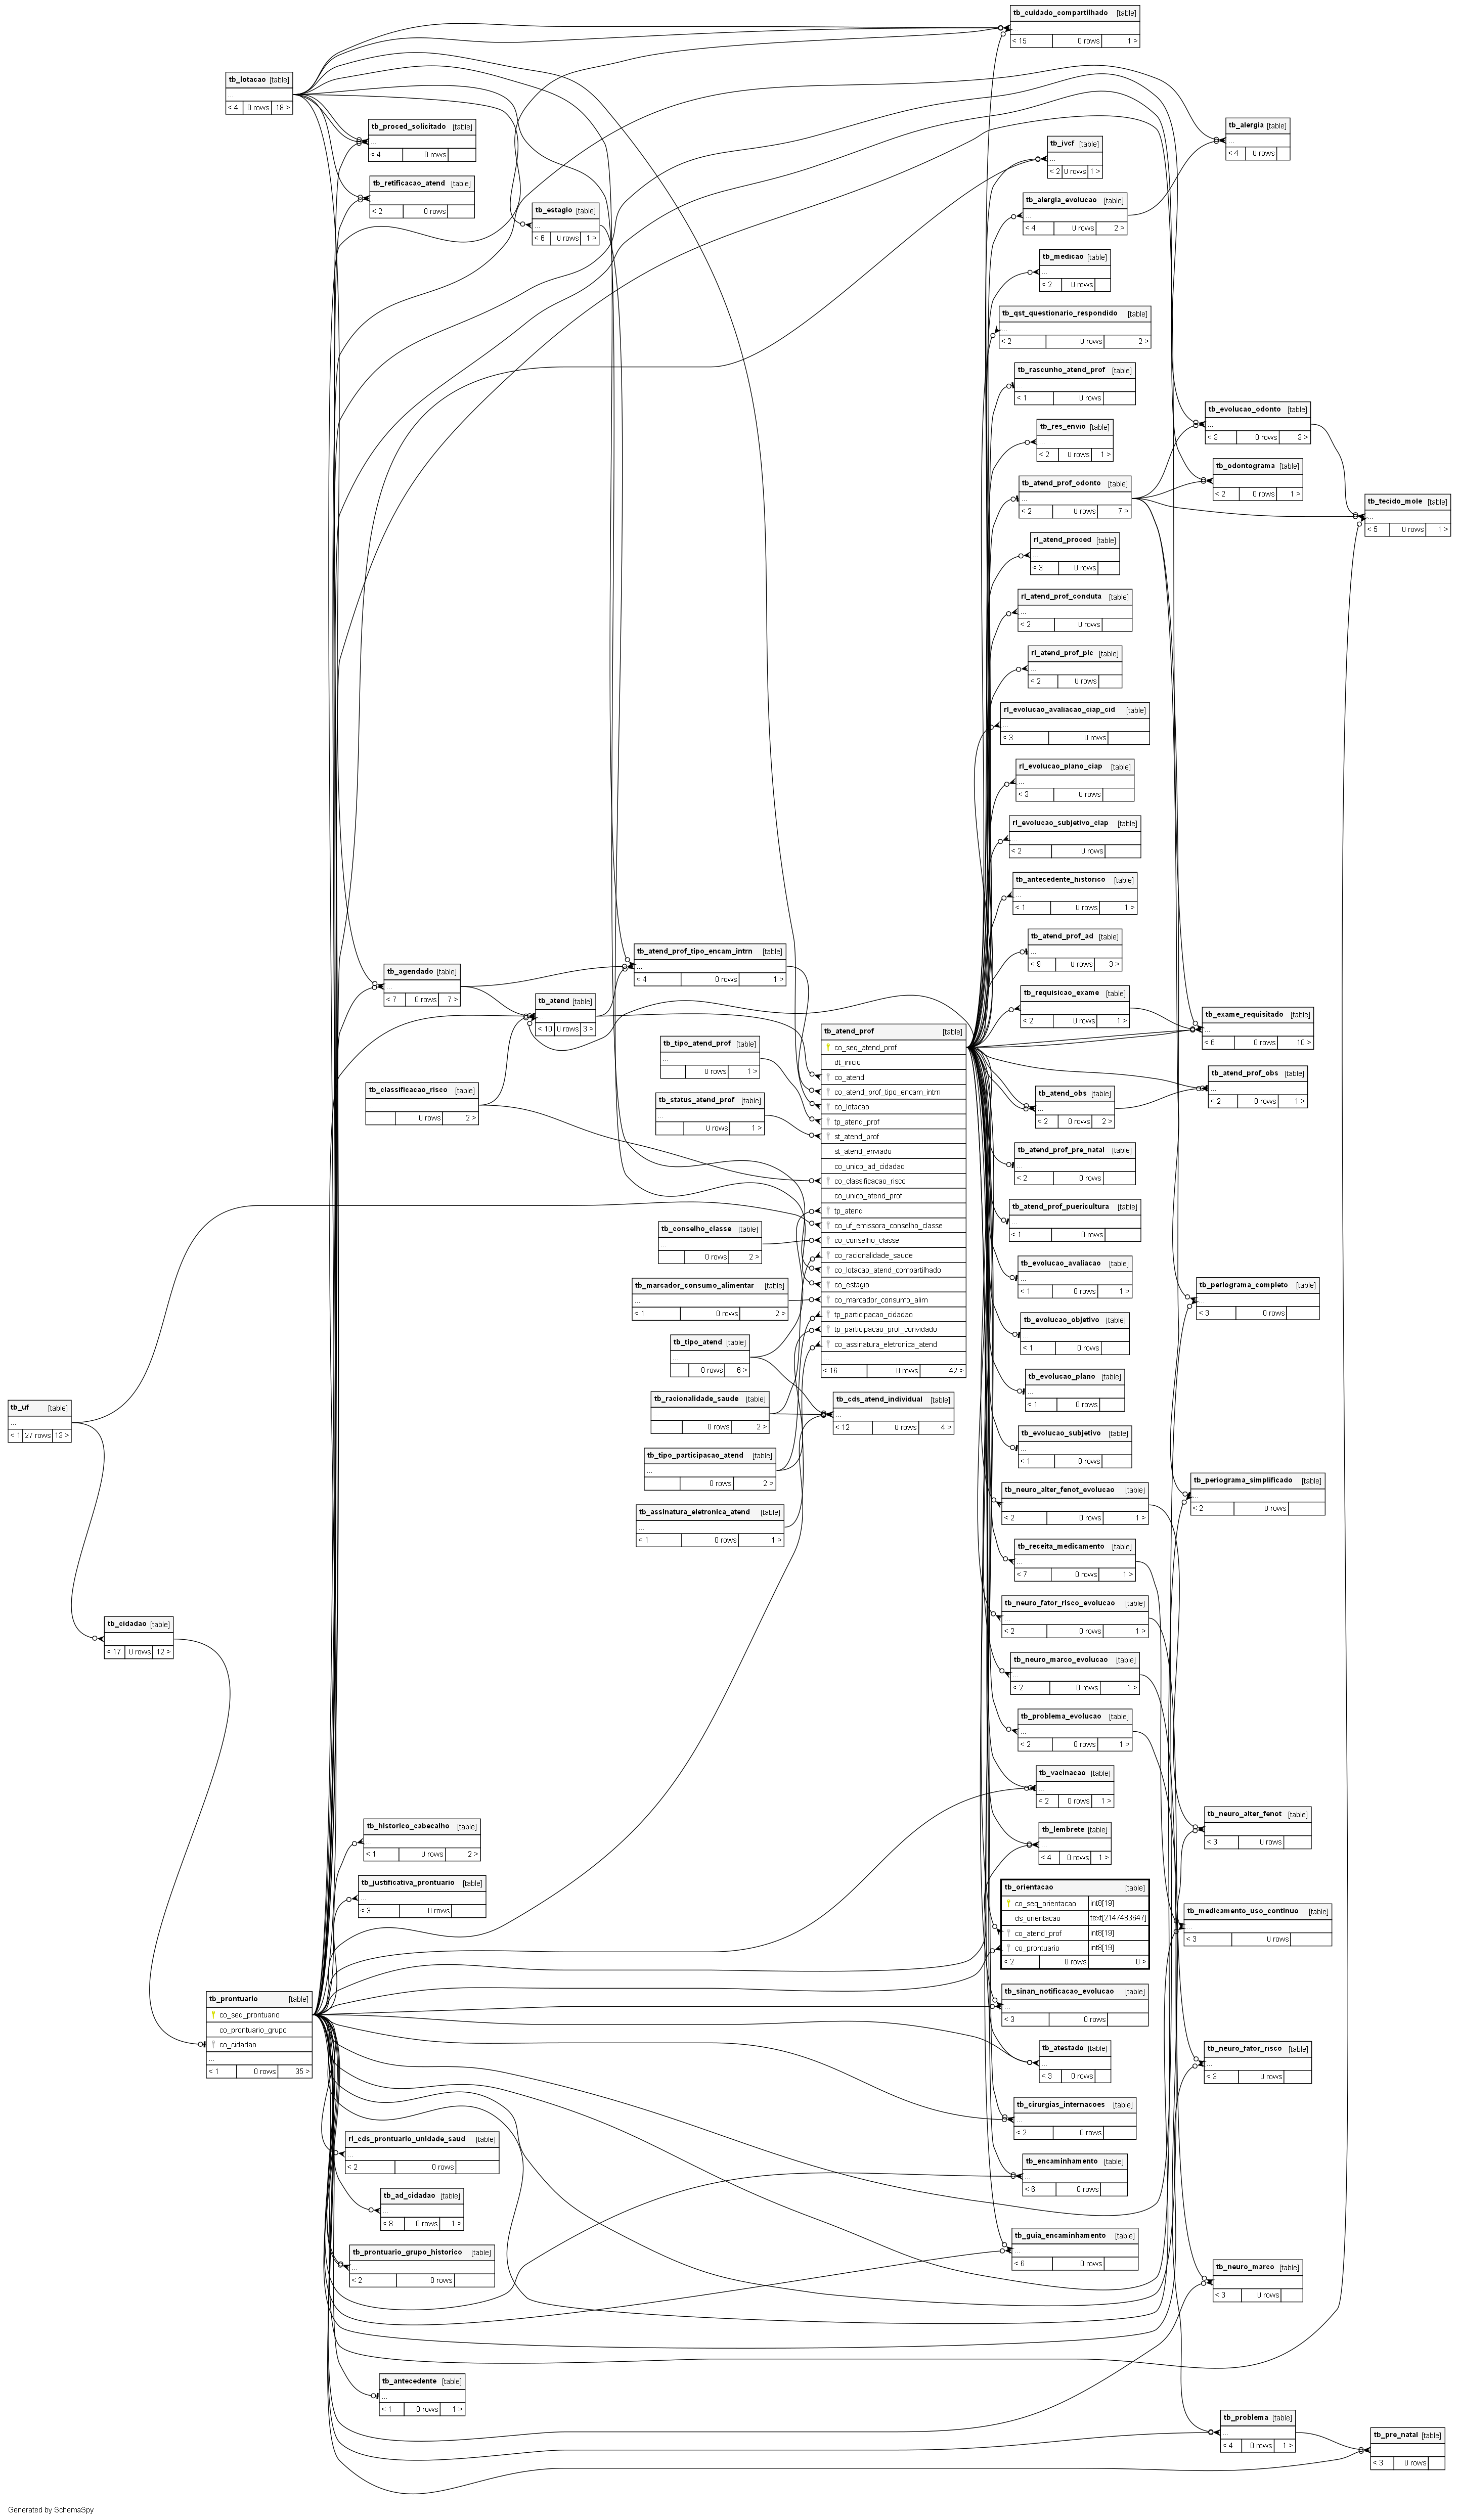 tb_cuidado_compartilhado [table]
...
< 15 0 rows 1 >
tb_lotacao [table]
...
< 4 0 rows 18 >
tb_proced_solicitado [table]
...
< 4 0 rows
tb_alergia [table]
...
< 4 0 rows
tb_ivcf [table]
...
< 2 0 rows 1 >
tb_retificacao_atend [table]
...
< 2 0 rows
tb_alergia_evolucao [table]
...
< 4 0 rows 2 >
tb_estagio [table]
...
< 6 0 rows 1 >
tb_medicao [table]
...
< 2 0 rows
tb_qst_questionario_respondido [table]
...
< 2 0 rows 2 >
tb_rascunho_atend_prof [table]
...
< 1 0 rows
tb_evolucao_odonto [table]
...
< 3 0 rows 3 >
tb_res_envio [table]
...
< 2 0 rows 1 >
tb_odontograma [table]
...
< 2 0 rows 1 >
tb_atend_prof_odonto [table]
...
< 2 0 rows 7 >
tb_tecido_mole [table]
...
< 5 0 rows 1 >
rl_atend_proced [table]
...
< 3 0 rows
rl_atend_prof_conduta [table]
...
< 2 0 rows
rl_atend_prof_pic [table]
...
< 2 0 rows
rl_evolucao_avaliacao_ciap_cid [table]
...
< 3 0 rows
rl_evolucao_plano_ciap [table]
...
< 3 0 rows
rl_evolucao_subjetivo_ciap [table]
...
< 2 0 rows
tb_antecedente_historico [table]
...
< 1 0 rows 1 >
tb_atend_prof_ad [table]
...
< 9 0 rows 3 >
tb_atend_prof_tipo_encam_intrn [table]
...
< 4 0 rows 1 >
tb_agendado [table]
...
< 7 0 rows 7 >
tb_requisicao_exame [table]
...
< 2 0 rows 1 >
tb_atend [table]
...
< 10 0 rows 3 >
tb_exame_requisitado [table]
...
< 6 0 rows 10 >
tb_atend_prof [table]
co_seq_atend_prof
dt_inicio
co_atend
co_atend_prof_tipo_encam_intrn
co_lotacao
tp_atend_prof
st_atend_prof
st_atend_enviado
co_unico_ad_cidadao
co_classificacao_risco
co_unico_atend_prof
tp_atend
co_uf_emissora_conselho_classe
co_conselho_classe
co_racionalidade_saude
co_lotacao_atend_compartilhado
co_estagio
co_marcador_consumo_alim
tp_participacao_cidadao
tp_participacao_prof_convidado
co_assinatura_eletronica_atend
...
< 16 0 rows 42 >
tb_tipo_atend_prof [table]
...
0 rows 1 >
tb_atend_prof_obs [table]
...
< 2 0 rows 1 >
tb_classificacao_risco [table]
...
0 rows 2 >
tb_atend_obs [table]
...
< 2 0 rows 2 >
tb_status_atend_prof [table]
...
0 rows 1 >
tb_atend_prof_pre_natal [table]
...
< 2 0 rows
tb_atend_prof_puericultura [table]
...
< 1 0 rows
tb_conselho_classe [table]
...
0 rows 2 >
tb_evolucao_avaliacao [table]
...
< 1 0 rows 1 >
tb_marcador_consumo_alimentar [table]
...
< 1 0 rows 2 >
tb_periograma_completo [table]
...
< 3 0 rows
tb_evolucao_objetivo [table]
...
< 1 0 rows
tb_tipo_atend [table]
...
0 rows 6 >
tb_evolucao_plano [table]
...
< 1 0 rows
tb_racionalidade_saude [table]
...
0 rows 2 >
tb_cds_atend_individual [table]
...
< 12 0 rows 4 >
tb_uf [table]
...
< 1 27 rows 13 >
tb_evolucao_subjetivo [table]
...
< 1 0 rows
tb_tipo_participacao_atend [table]
...
0 rows 2 >
tb_periograma_simplificado [table]
...
< 2 0 rows
tb_neuro_alter_fenot_evolucao [table]
...
< 2 0 rows 1 >
tb_assinatura_eletronica_atend [table]
...
< 1 0 rows 1 >
tb_receita_medicamento [table]
...
< 7 0 rows 1 >
tb_neuro_fator_risco_evolucao [table]
...
< 2 0 rows 1 >
tb_cidadao [table]
...
< 17 0 rows 12 >
tb_neuro_marco_evolucao [table]
...
< 2 0 rows 1 >
tb_problema_evolucao [table]
...
< 2 0 rows 1 >
tb_vacinacao [table]
...
< 2 0 rows 1 >
tb_neuro_alter_fenot [table]
...
< 3 0 rows
tb_historico_cabecalho [table]
...
< 1 0 rows 2 >
tb_lembrete [table]
...
< 4 0 rows 1 >
tb_justificativa_prontuario [table]
...
< 3 0 rows
tb_orientacao [table]
co_seq_orientacao int8[19]
ds_orientacao text[2147483647]
co_atend_prof int8[19]
co_prontuario int8[19]
< 2 0 rows 0 >
tb_medicamento_uso_continuo [table]
...
< 3 0 rows
tb_prontuario [table]
co_seq_prontuario
co_prontuario_grupo
co_cidadao
...
< 1 0 rows 35 >
tb_sinan_notificacao_evolucao [table]
...
< 3 0 rows
tb_atestado [table]
...
< 3 0 rows
tb_neuro_fator_risco [table]
...
< 3 0 rows
tb_cirurgias_internacoes [table]
...
< 2 0 rows
rl_cds_prontuario_unidade_saud [table]
...
< 2 0 rows
tb_encaminhamento [table]
...
< 6 0 rows
tb_ad_cidadao [table]
...
< 8 0 rows 1 >
tb_guia_encaminhamento [table]
...
< 6 0 rows
tb_prontuario_grupo_historico [table]
...
< 2 0 rows
tb_neuro_marco [table]
...
< 3 0 rows
tb_antecedente [table]
...
< 1 0 rows 1 >
tb_problema [table]
...
< 4 0 rows 1 >
tb_pre_natal [table]
...
< 3 0 rows
Generated by SchemaSpy